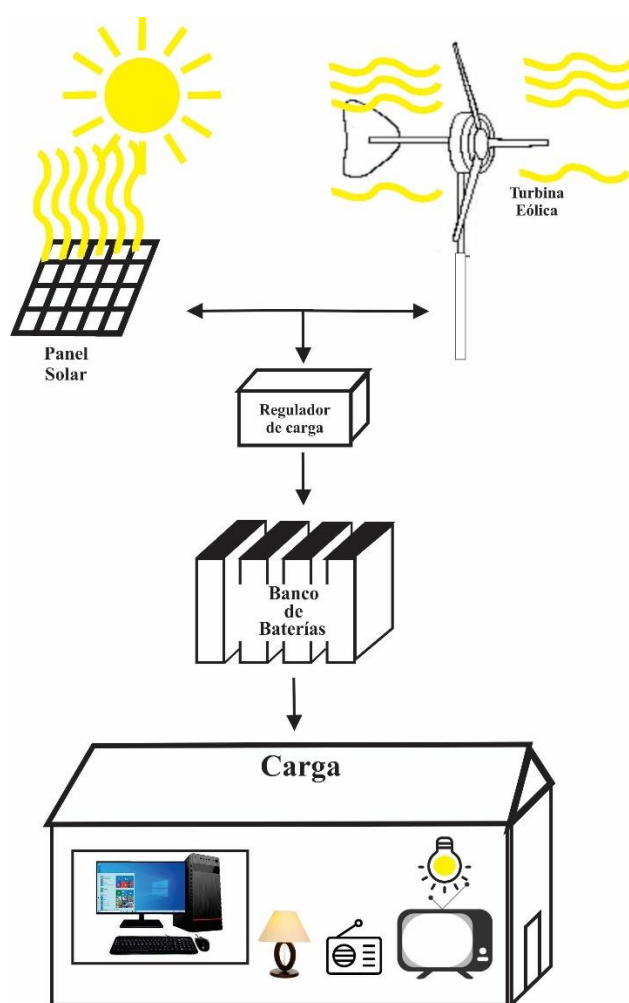 Turbina
Eólica
Panel
Solar
Regulador
de carga
Banco
de
Baterías
Carga